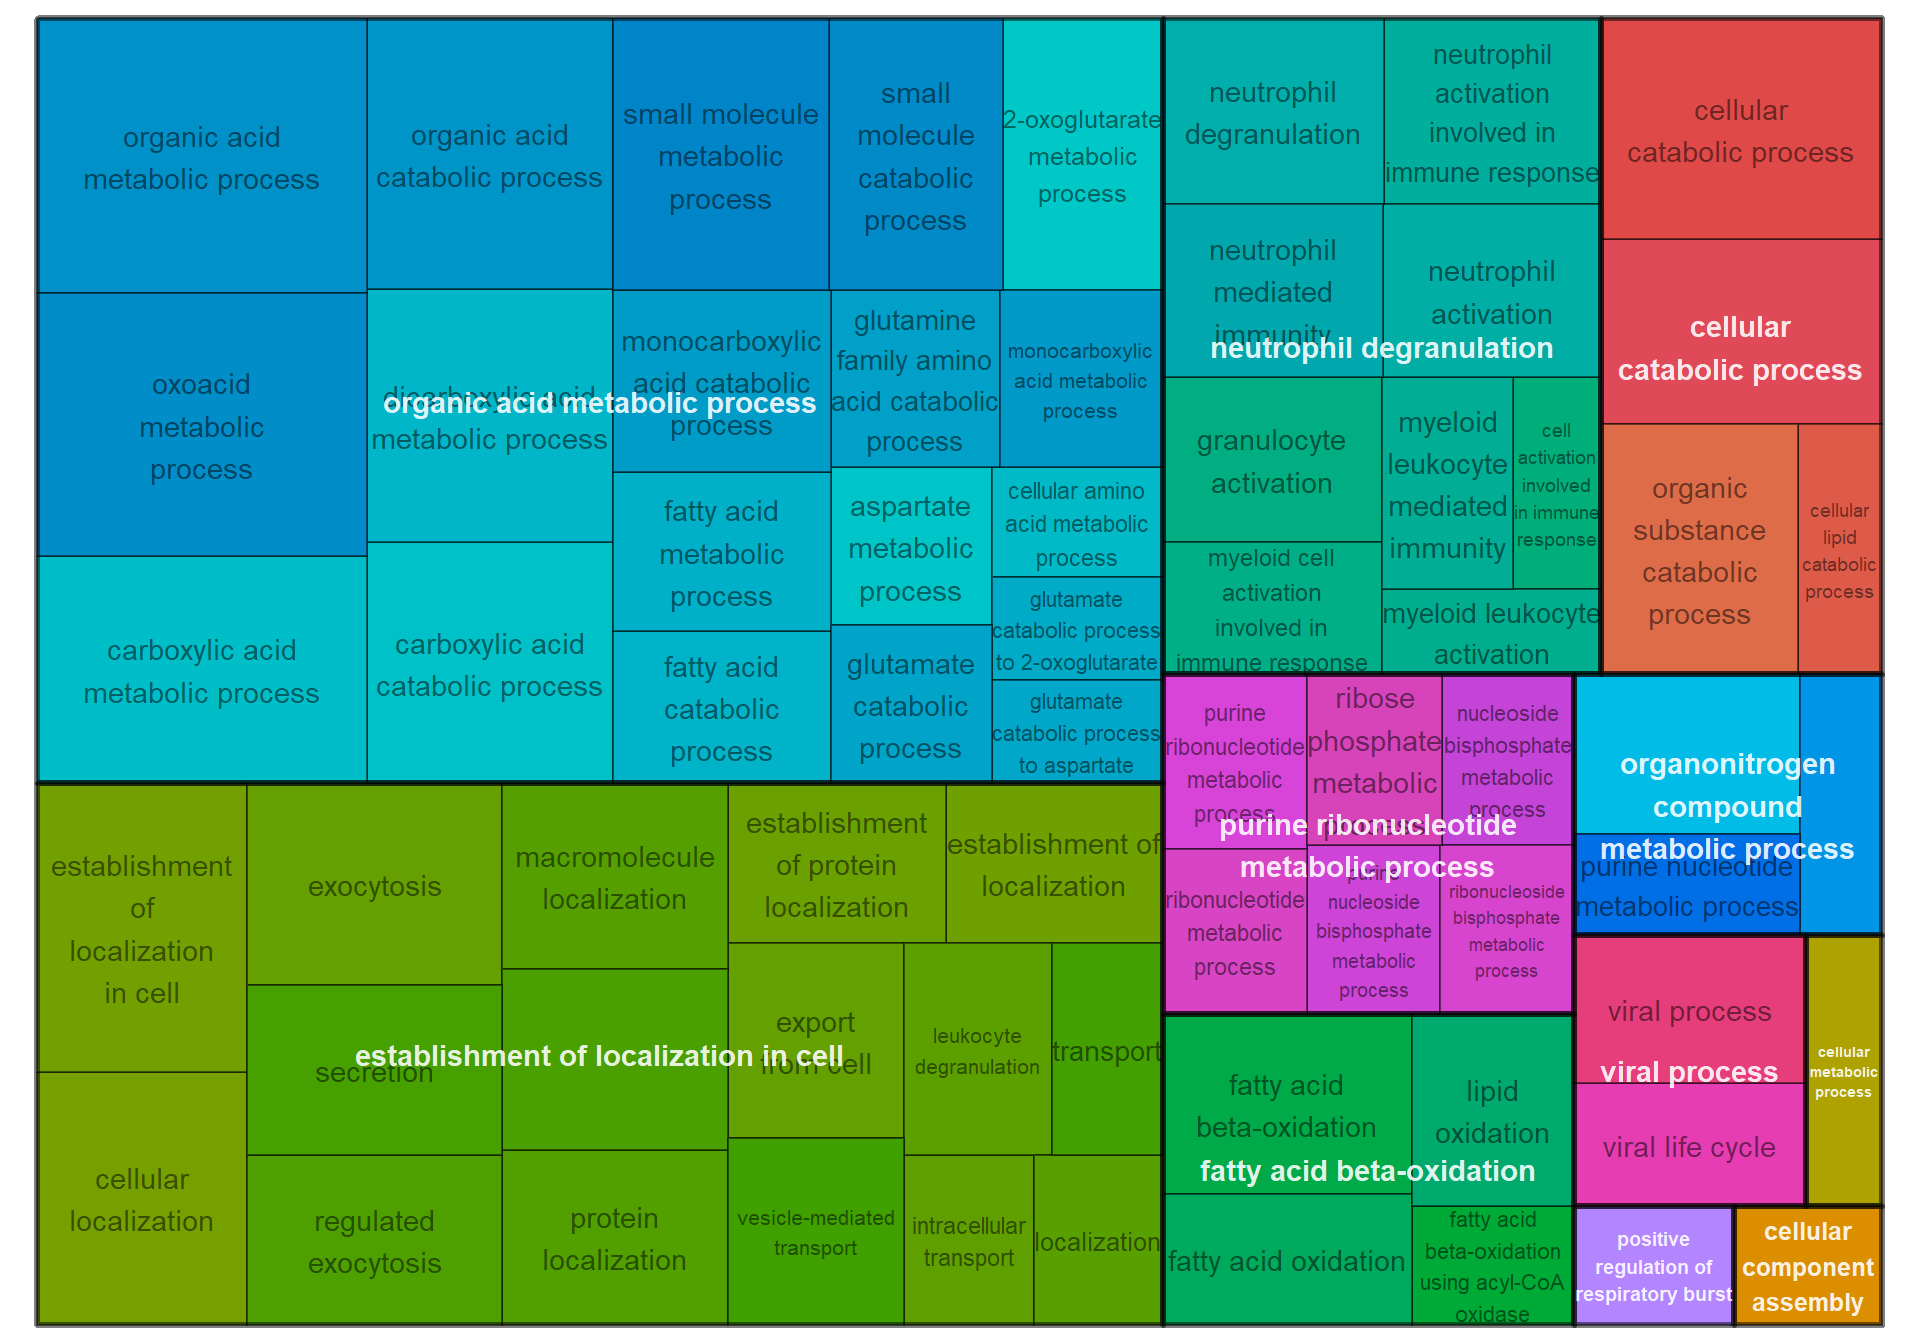 organic acid
metabolic process
organic acid
catabolic process
small molecule
metabolic
process
small
molecule
catabolic
process
2-oxoglutarate
metabolic
process
oxoacid
metabolic
process
dicarboxylic acid
metabolic process
monocarboxylic
acid catabolic
process
glutamine
family amino
acid catabolic
process
monocarboxylic
acid metabolic
process
organic acid metabolic process
carboxylic acid
metabolic process
carboxylic acid
catabolic process
fatty acid
metabolic
process
fatty acid
catabolic
process
aspartate
metabolic
process
glutamate
catabolic
process
cellular amino
acid metabolic
process
glutamate
catabolic process
to 2-oxoglutarate
glutamate
catabolic process
to aspartate
neutrophil
degranulation
neutrophil
activation
involved in
immune response
neutrophil
mediated
immunity
neutrophil
activation
neutrophil degranulation
granulocyte
activation
myeloid
leukocyte
mediated
immunity
cell
activation
involved
in immune
response
myeloid cell
activation
involved in
immune response
myeloid leukocyte
activation
cellular
catabolic process
cellular
catabolic process
organic
substance
catabolic
process
cellular
lipid
catabolic
process
establishment
of
localization
in cell
cellular
localization
exocytosis
secretion
regulated
exocytosis
macromolecule
localization
protein
localization
establishment
of protein
localization
establishment of
localization
export
from cell
leukocyte
degranulation
transport
establishment of localization in cell
vesicle-mediated
transport
intracellular
transport
localization
purine
ribonucleotide
metabolic
process
ribose
phosphate
metabolic
process
nucleoside
bisphosphate
metabolic
process
purine ribonucleotide
metabolic process
ribonucleotide
metabolic
process
purine
nucleoside
bisphosphate
metabolic
process
ribonucleoside
bisphosphate
metabolic
process
organonitrogen
compound
metabolic process
purine nucleotide
metabolic process
fatty acid
beta-oxidation
lipid
oxidation
fatty acid beta-oxidation
fatty acid oxidation
fatty acid
beta-oxidation
using acyl-CoA
oxidase
viral process
viral process
viral life cycle
cellular
metabolic
process
positive
regulation of
respiratory burst
cellular
component
assembly